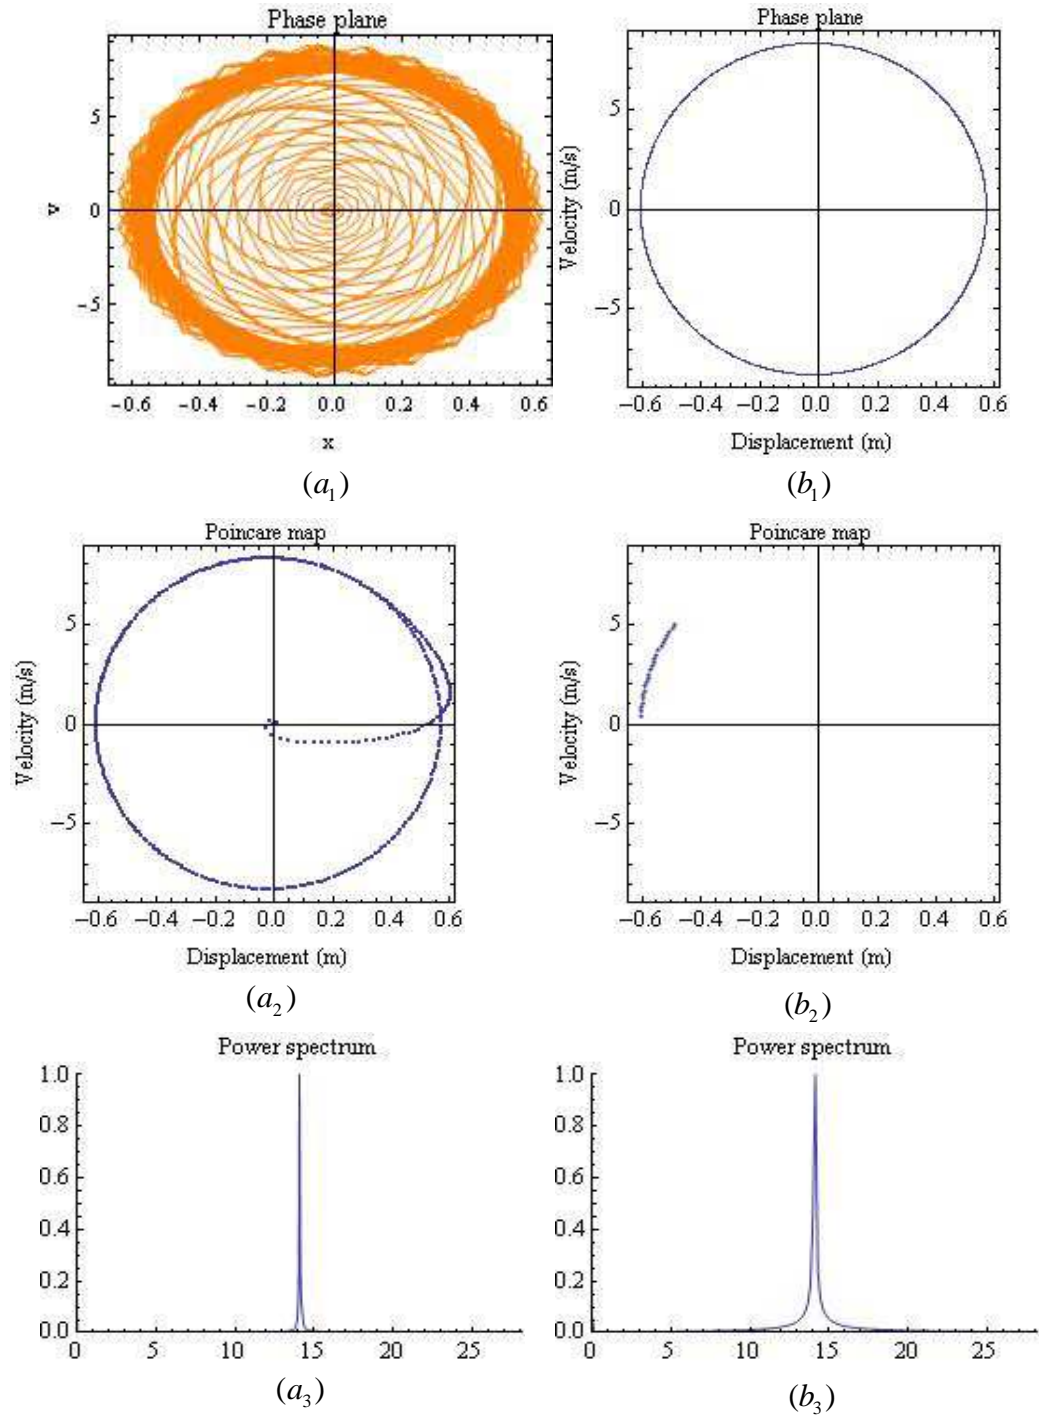 Phase plane
5
0
−5
v
−0.6 −0.4 −0.2 0.0 0.2 0.4 0.6
x
(a1)
Phase plane
5
0
−5
Velocity (m/s)
−0.6 −0.4 −0.2 0.0 0.2 0.4 0.6
Displacement (m)
(b1)
Poincare map
5
0
−5
Velocity (m/s)
−0.6 −0.4 −0.2 0.0 0.2 0.4 0.6
Displacement (m)
(a2)
Poincare map
5
0
−5
Velocity (m/s)
−0.6 −0.4 −0.2 0.0 0.2 0.4 0.6
Displacement (m)
(b2)
Power spectrum
1.0
0.8
0.6
0.4
0.2
0.0
0 5 10 15 20 25
(a3)
Power spectrum
1.0
0.8
0.6
0.4
0.2
0.0
0 5 10 15 20 25
(b3)